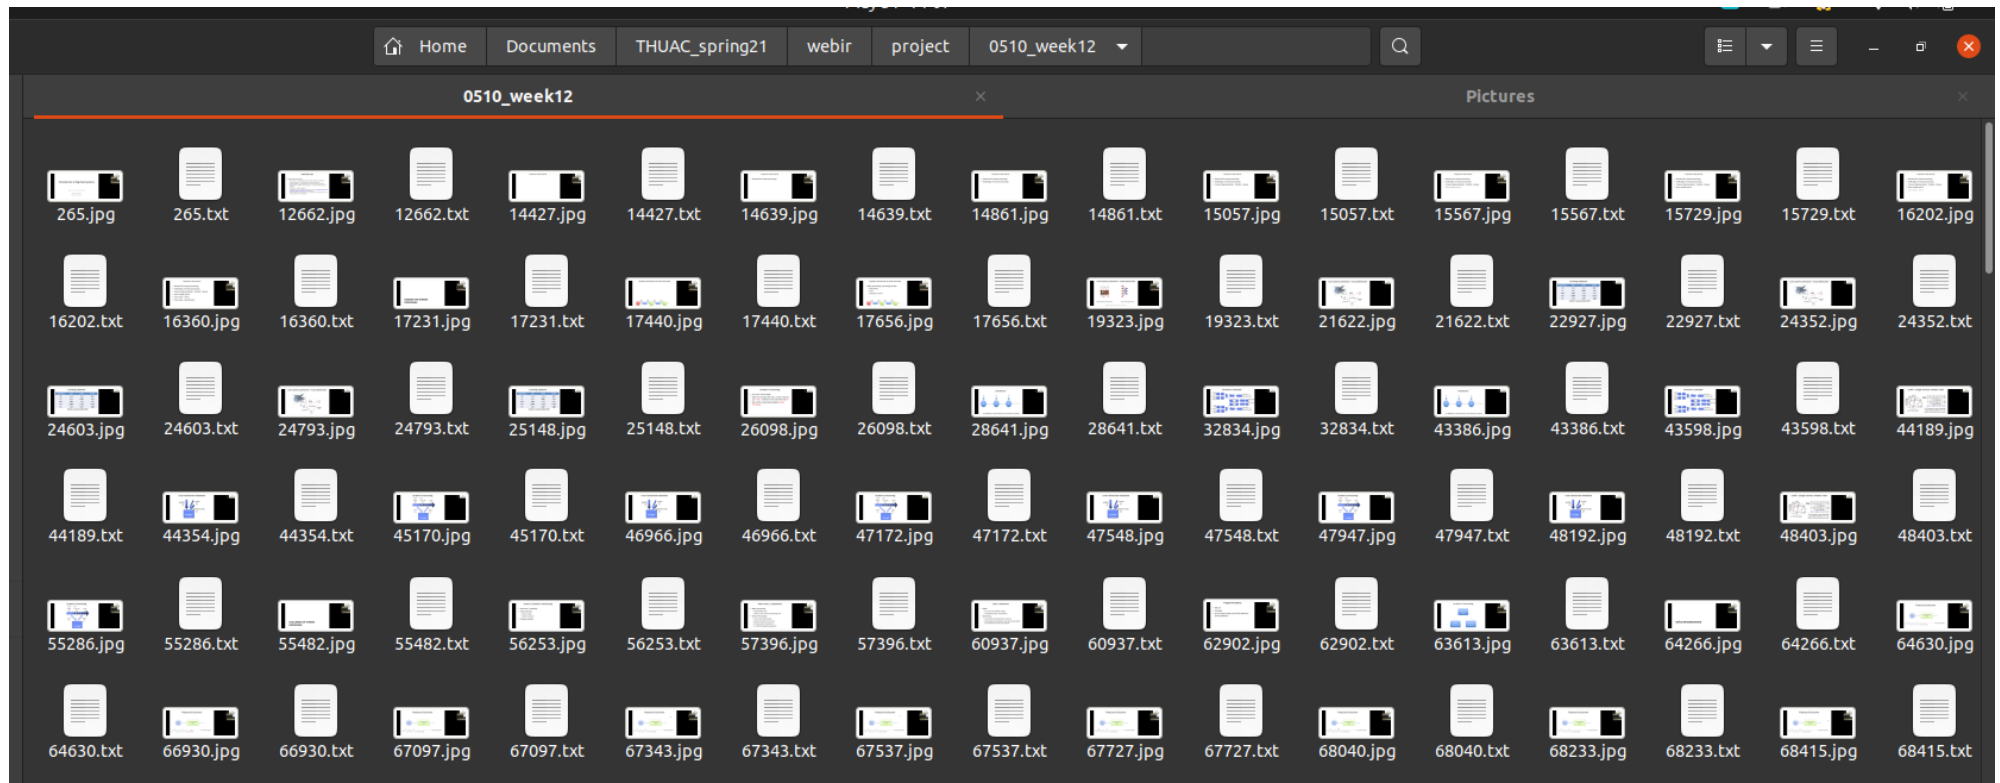 Home Documents THUAC_spring21 webir project 0510_week12
0510_week12 Pictures
265.jpg 265.txt 12662.jpg 12662.txt 14427.jpg 14427.txt 14639.jpg 14639.txt 14861.jpg 14861.txt 15057.jpg 15057.txt 15567.jpg 15567.txt 15729.jpg 15729.txt 16202.jpg
16202.txt 16360.jpg 16360.txt 17231.jpg 17231.txt 17440.jpg 17440.txt 17656.jpg 17656.txt 19323.jpg 19323.txt 21622.jpg 21622.txt 22927.jpg 22927.txt 24352.jpg 24352.txt
24603.jpg 24603.txt 24793.jpg 24793.txt 25148.jpg 25148.txt 26098.jpg 26098.txt 28641.jpg 28641.txt 32834.jpg 32834.txt 43386.jpg 43386.txt 43598.jpg 43598.txt 44189.jpg
44189.txt 44354.jpg 44354.txt 45170.jpg 45170.txt 46966.jpg 46966.txt 47172.jpg 47172.txt 47548.jpg 47548.txt 47947.jpg 47947.txt 48192.jpg 48192.txt 48403.jpg 48403.txt
55286.jpg 55286.txt 55482.jpg 55482.txt 56253.jpg 56253.txt 57396.jpg 57396.txt 60937.jpg 60937.txt 62902.jpg 62902.txt 63613.jpg 63613.txt 64266.jpg 64266.txt 64630.jpg
64630.txt 66930.jpg 66930.txt 67097.jpg 67097.txt 67343.jpg 67343.txt 67537.jpg 67537.txt 67727.jpg 67727.txt 68040.jpg 68040.txt 68233.jpg 68233.txt 68415.jpg 68415.txt